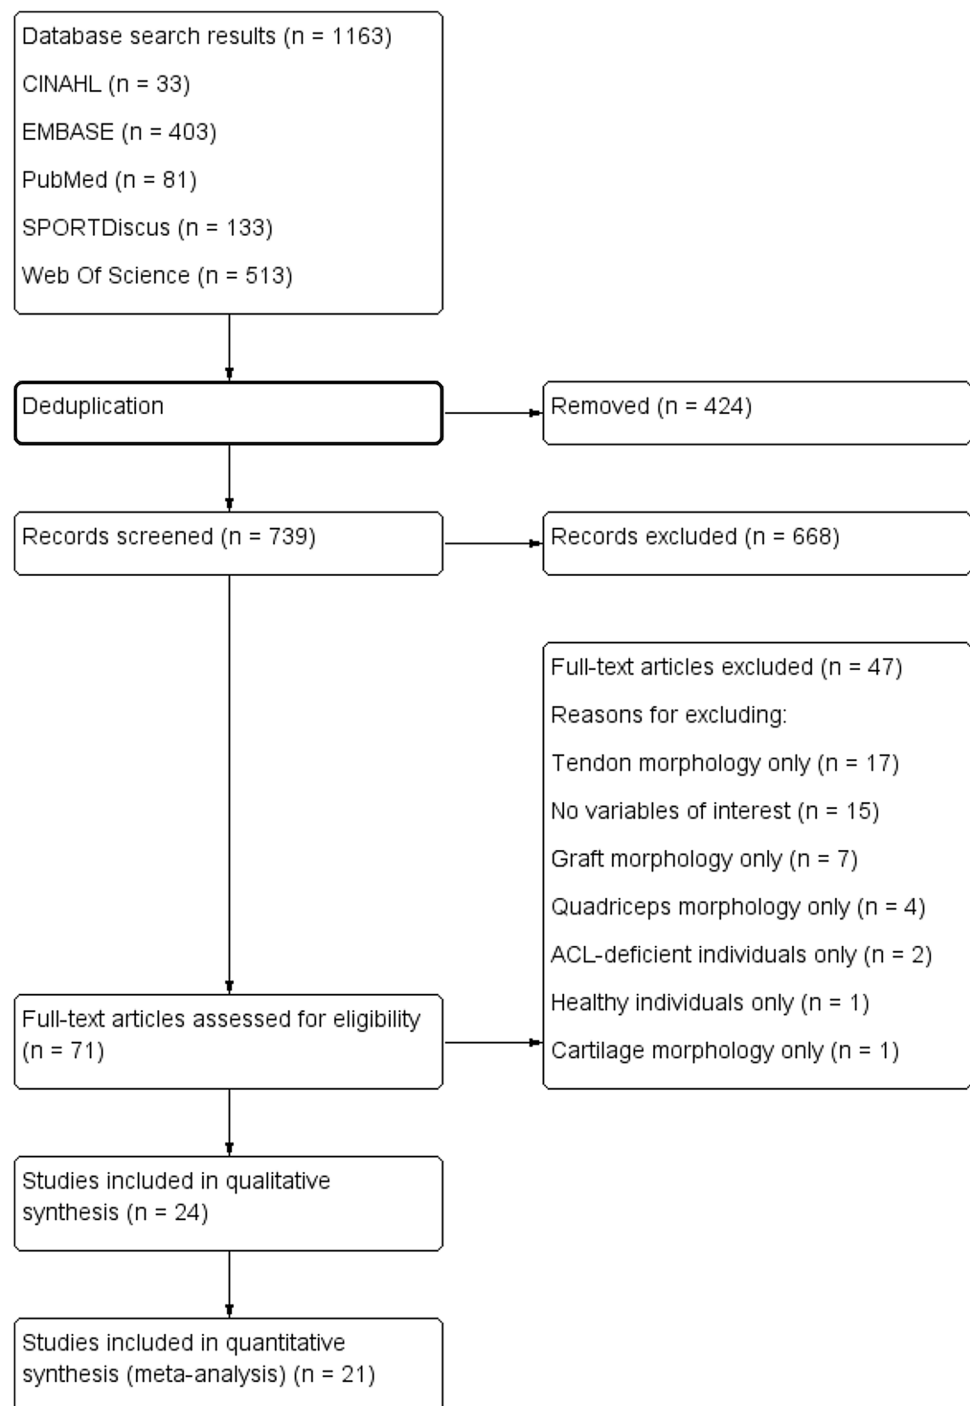 Database search results (n = 1163)
CINAHL (n = 33)
EMBASE (n = 403)
PubMed (n = 81)
SPORTDiscus (n = 133)
Web Of Science (n = 513)
Deduplication
Removed (n = 424)
Records screened (n = 739)
Records excluded (n = 668)
Full-text articles excluded (n = 47)
Reasons for excluding:
Tendon morphology only (n = 17)
No variables of interest (n = 15)
Graft morphology only (n = 7)
Quadriceps morphology only (n = 4)
ACL-deficient individuals only (n = 2)
Healthy individuals only (n = 1)
Cartilage morphology only (n = 1)
Full-text articles assessed for eligibility
(n = 71)
Studies included in qualitative
synthesis (n = 24)
Studies included in quantitative
synthesis (meta-analysis) (n = 21)